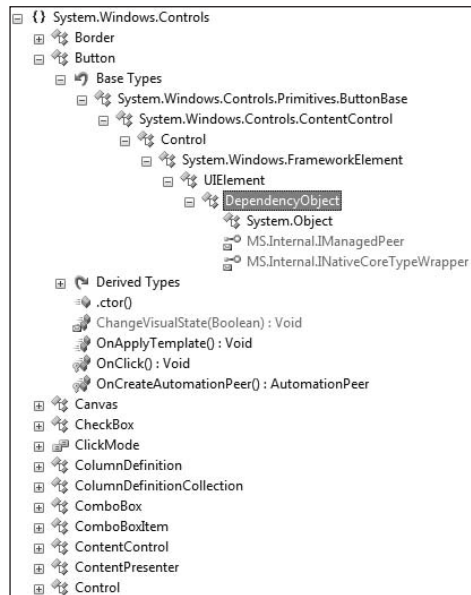 {} System.Windows.Controls
Border
Button
Base Types
System.Windows.Controls.Primitives.ButtonBase
System.Windows.Controls.ContentControl
Control
System.Windows.FrameworkElement
UIElement
DependencyObject
System.Object
MS.Internal.IManagedPeer
MS.Internal.INativeCoreTypeWrapper
Derived Types
.ctor()
ChangeVisualState(Boolean) : Void
OnApplyTemplate() : Void
OnClick() : Void
OnCreateAutomationPeer() : AutomationPeer
Canvas
CheckBox
ClickMode
ColumnDefinition
ColumnDefinitionCollection
ComboBox
ComboBoxItem
ContentControl
ContentPresenter
Control